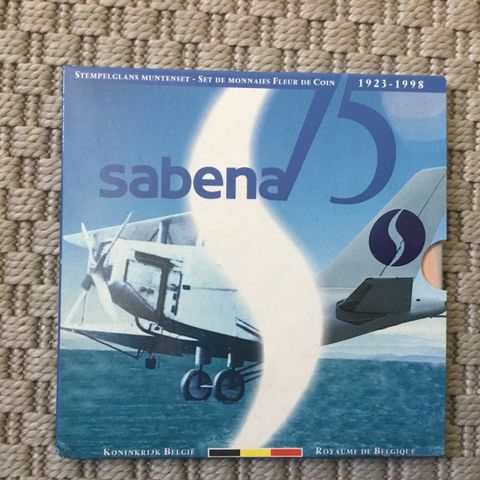 STEMPELGLANS MUNTENSET - SET DE MONNAIES FLEUR DE COIN 1923-1998
75
sabena
KONINKRIJK BELGIË ROYAUME DE BELGIQUE